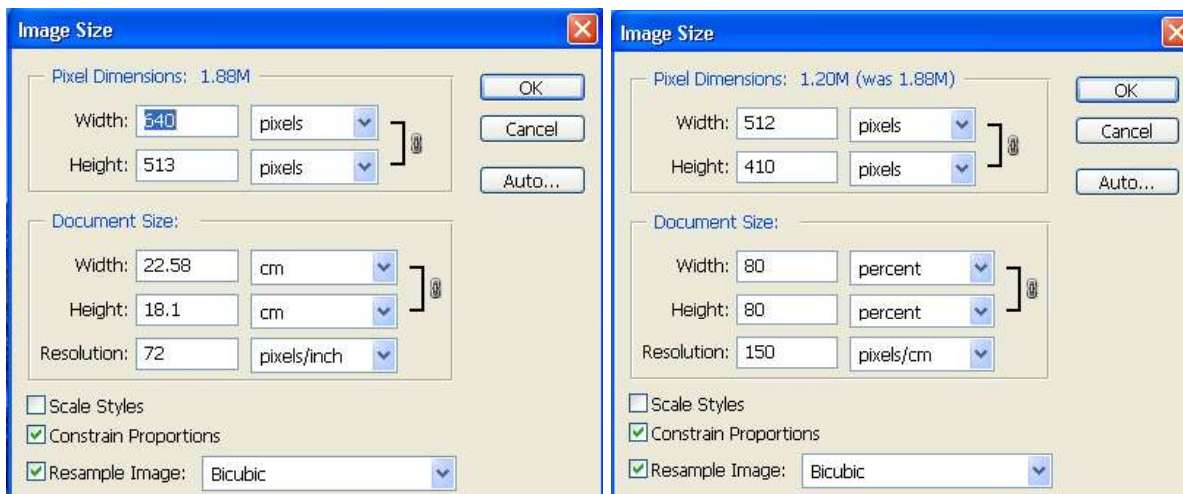 Image Size
Pixel Dimensions: 1.88M
OK
Width: 640 pixels
Cancel
Height: 513 pixels
Auto...
Document Size:
Width: 22.58 cm
Height: 18.1 cm
Resolution: 72 pixels/inch
Scale Styles
Constrain Proportions
Resample Image: Bicubic
Image Size
Pixel Dimensions: 1.20M (was 1.88M)
OK
Width: 512 pixels
Cancel
Height: 410 pixels
Auto...
Document Size:
Width: 80 percent
Height: 80 percent
Resolution: 150 pixels/cm
Scale Styles
Constrain Proportions
Resample Image: Bicubic